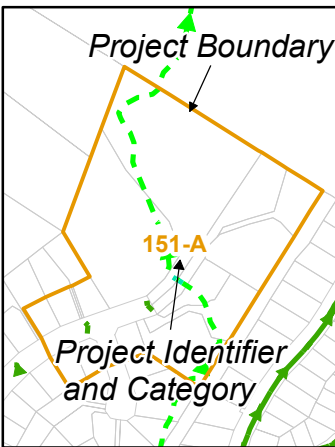 Project Boundary
151-A
Project Identifier
and Category